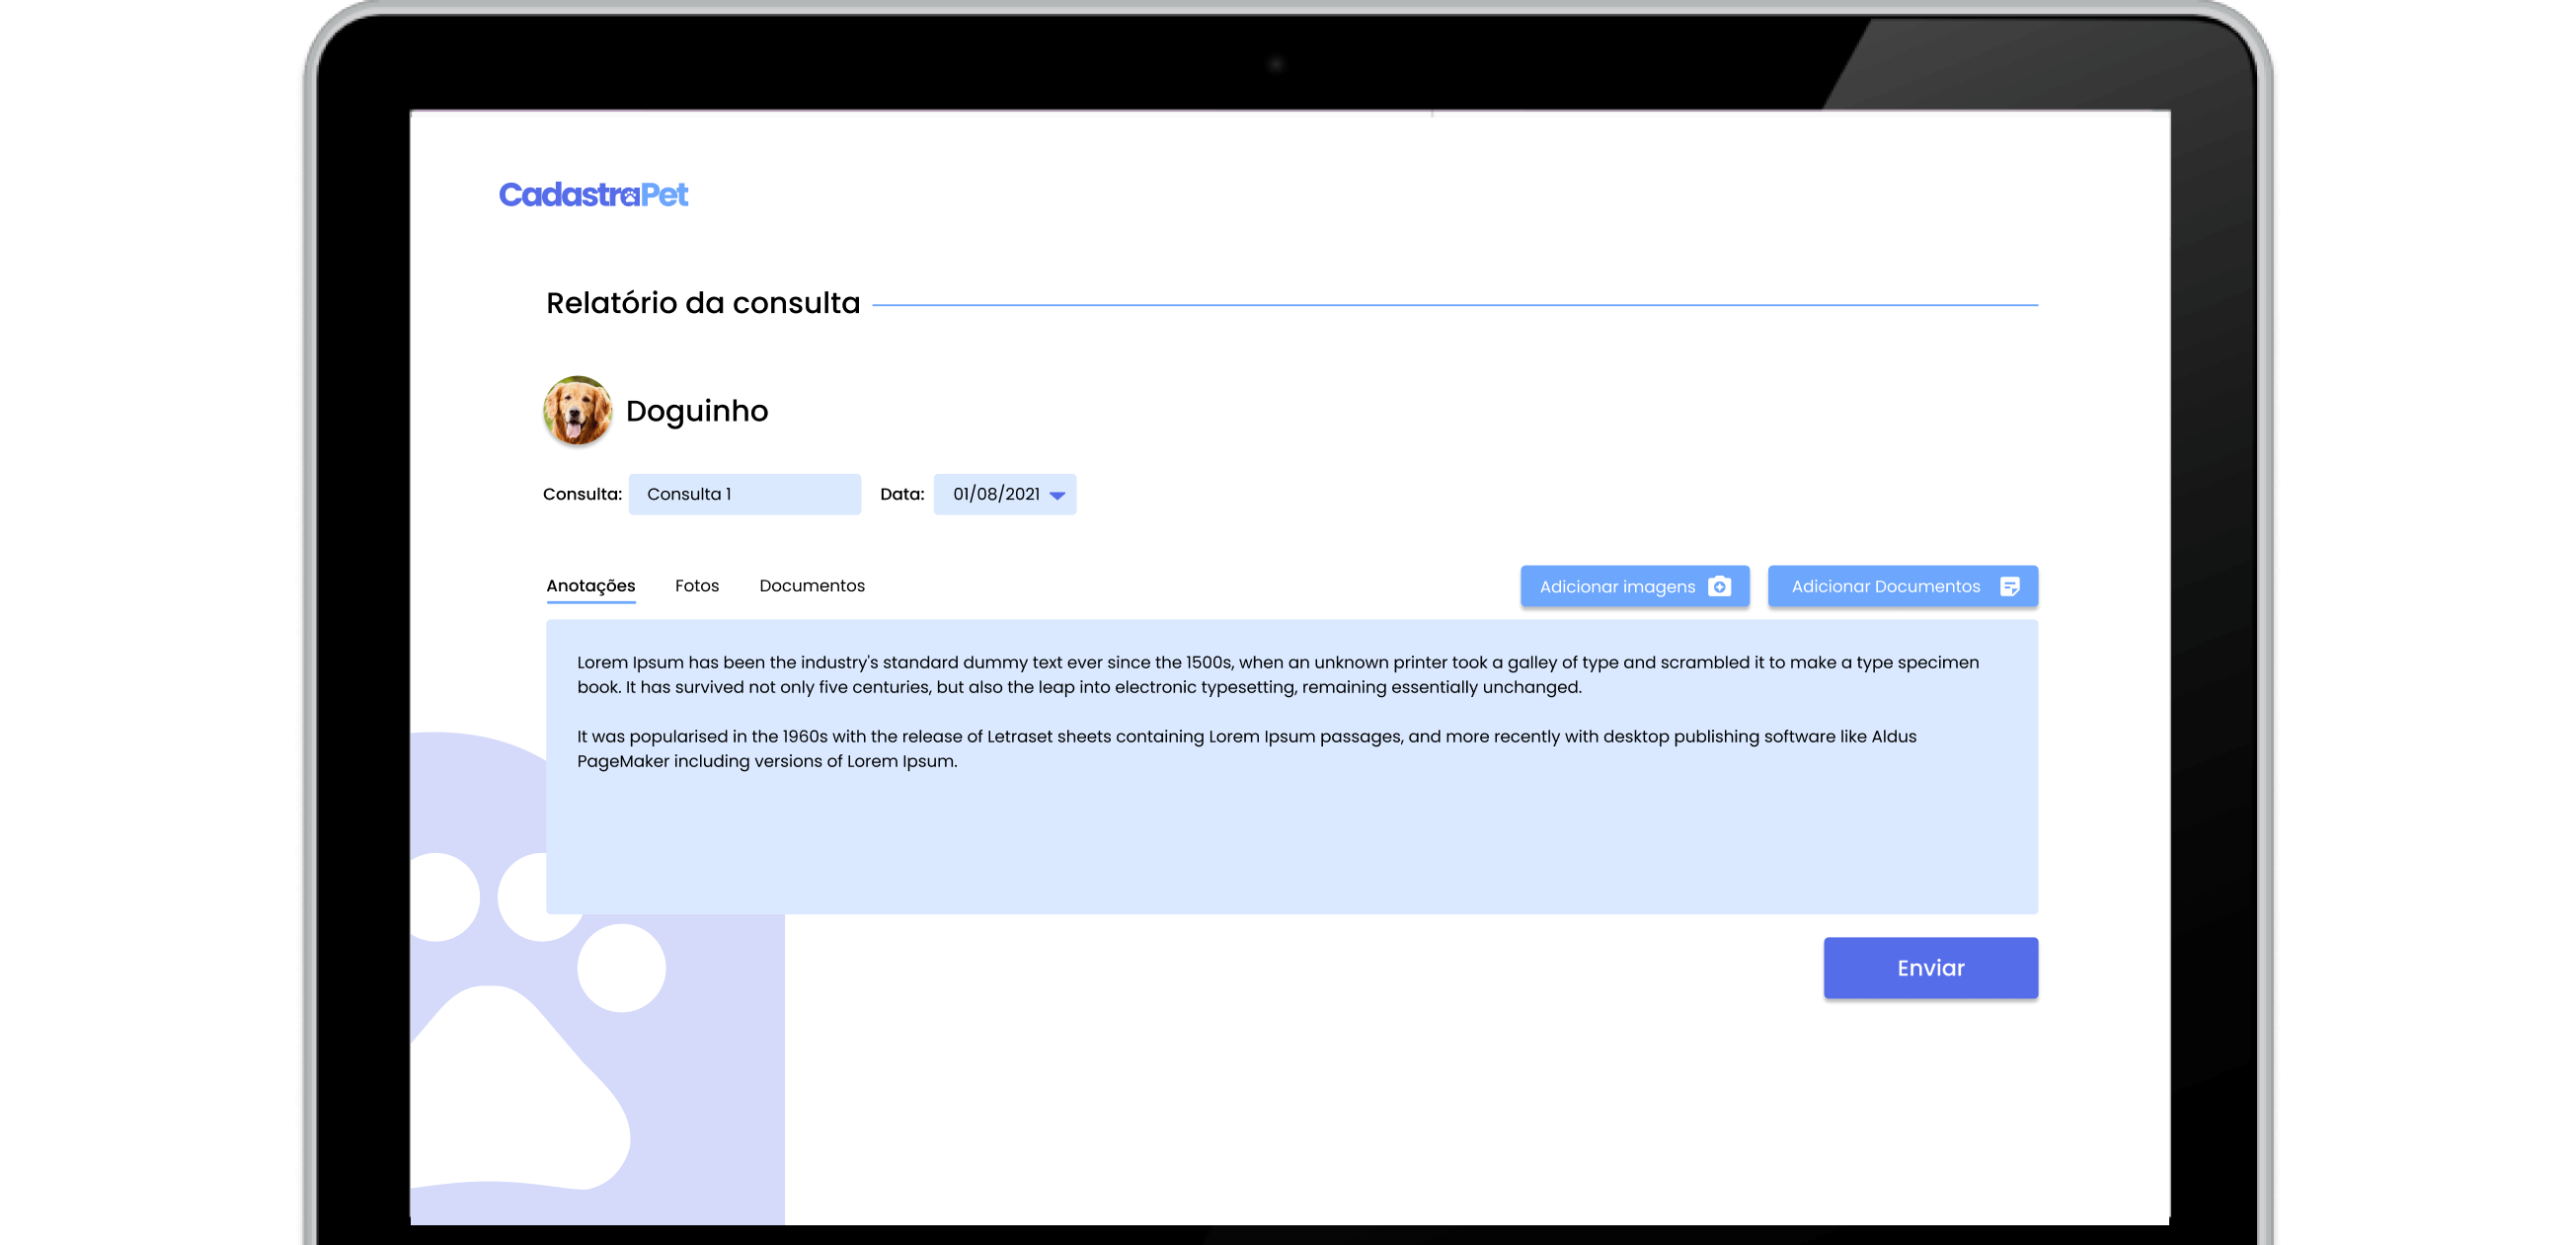 CadastraPet
Relatório da consulta
Doguinho
Consulta: Consulta 1 Data: 01/08/2021
Anotações Fotos Documentos Adicionar imagens Adicionar Documentos
Lorem Ipsum has been the industry's standard dummy text ever since the 1500s, when an unknown printer took a galley of type and scrambled it to make a type specimen
book. It has survived not only five centuries, but also the leap into electronic typesetting, remaining essentially unchanged.
It was popularised in the 1960s with the release of Letraset sheets containing Lorem Ipsum passages, and more recently with desktop publishing software like Aldus
PageMaker including versions of Lorem Ipsum.
Enviar